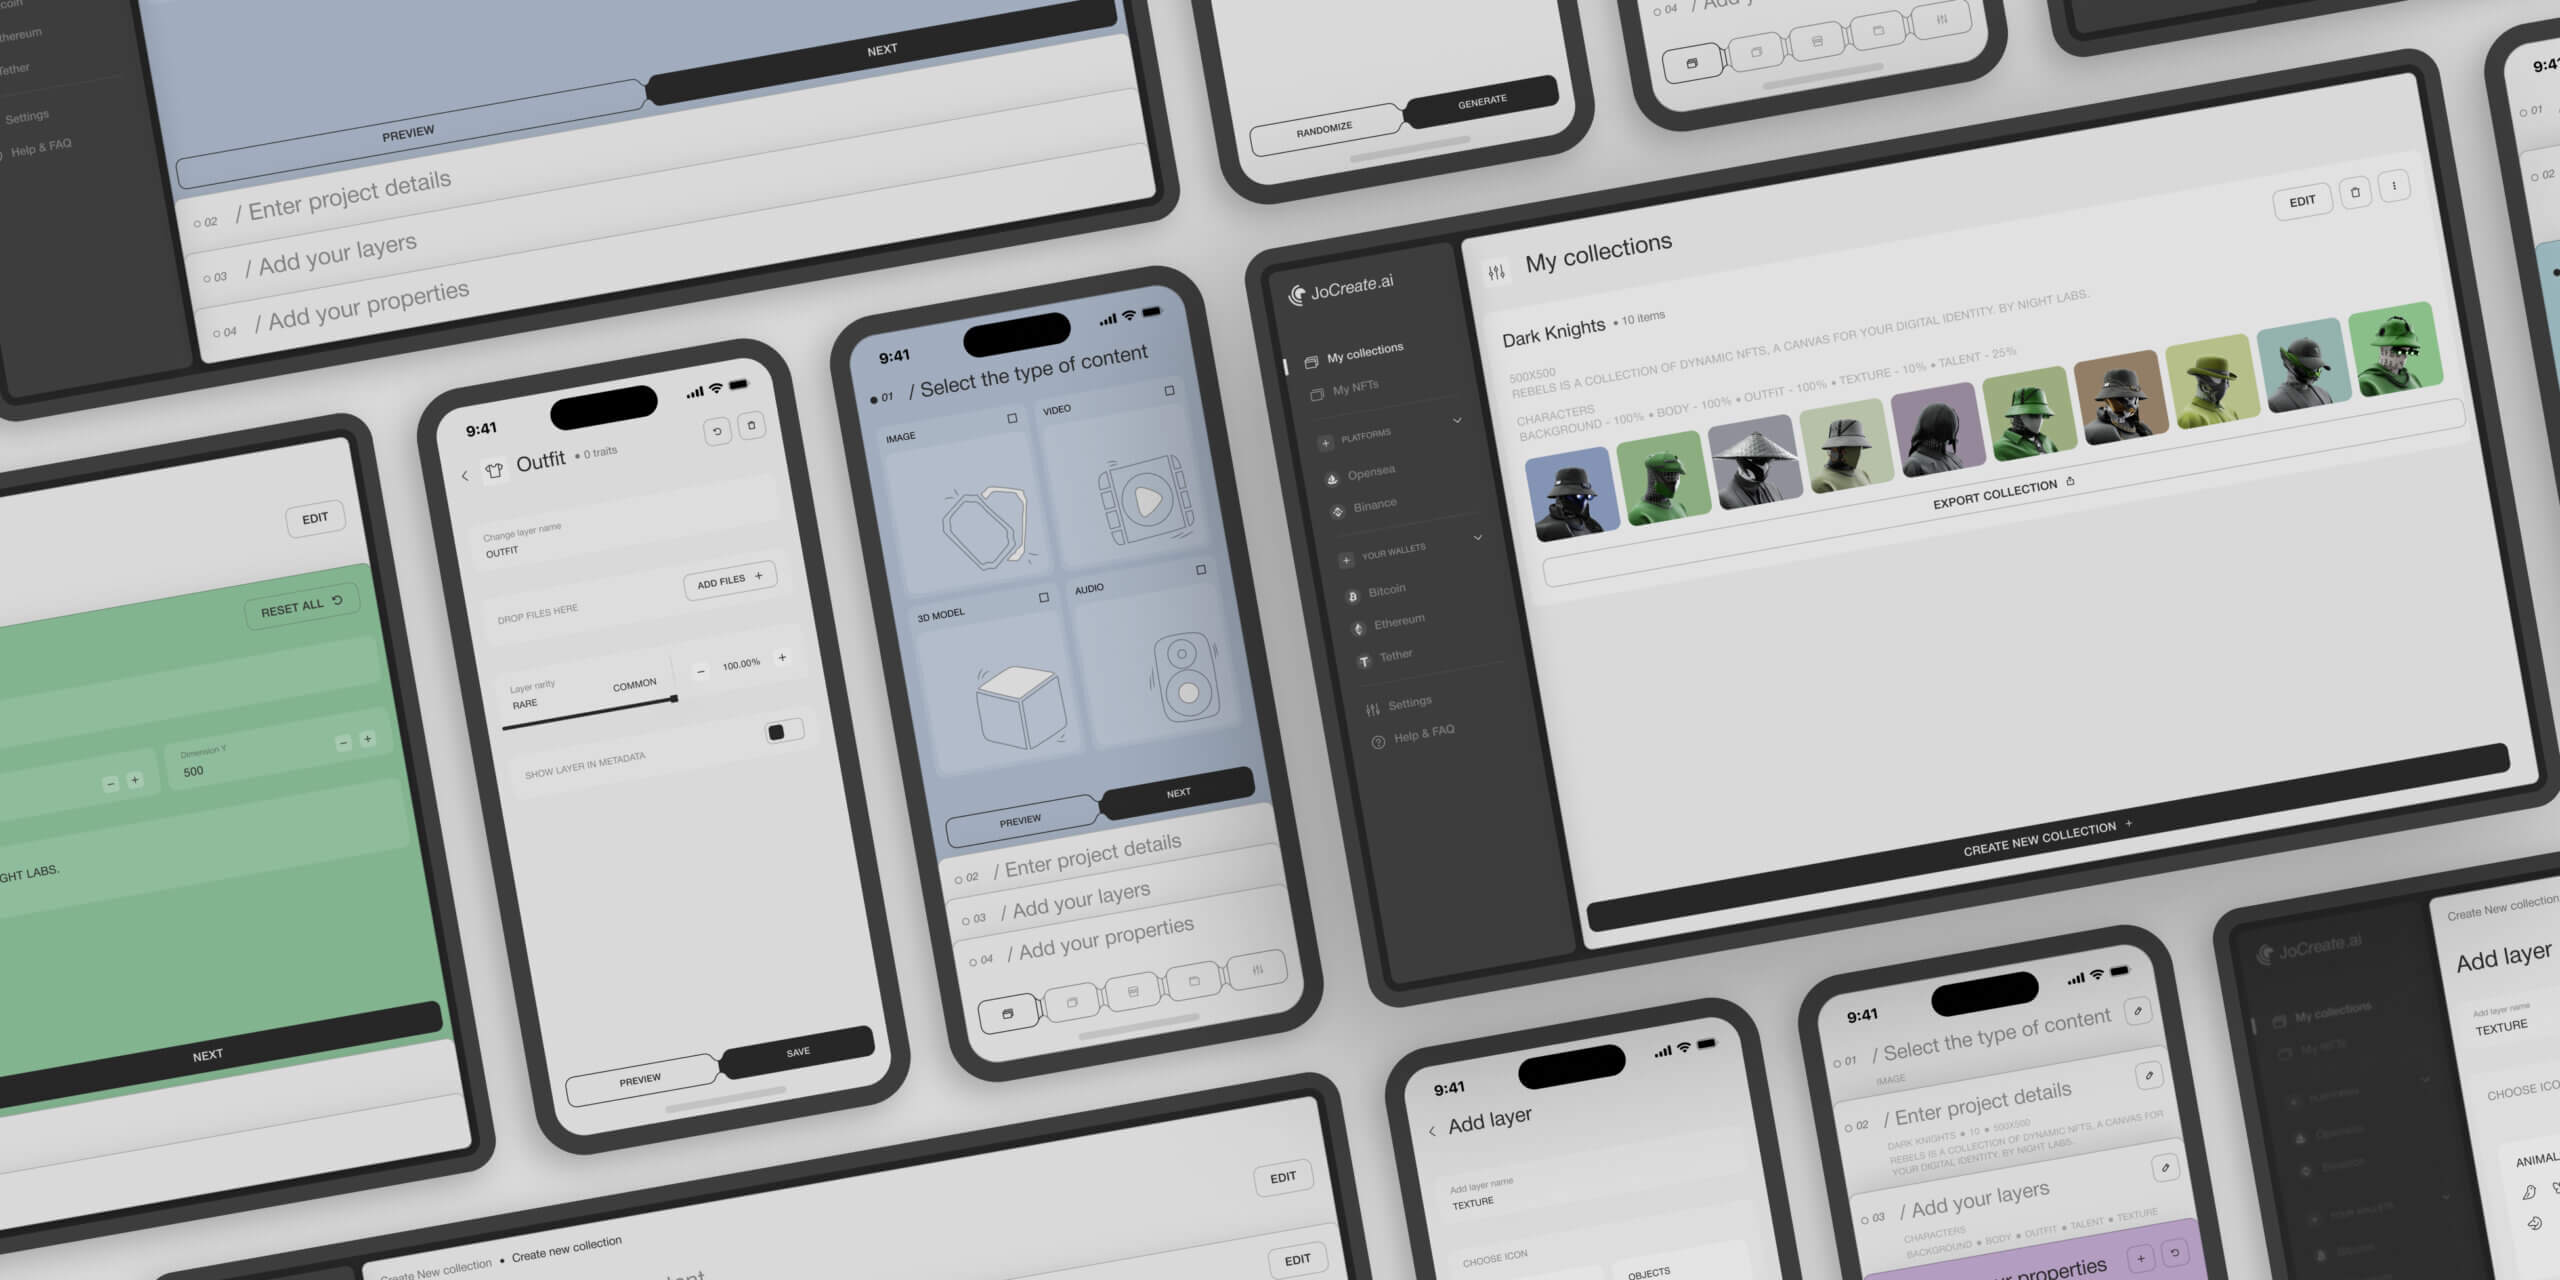 Ethereum
Tether
Settings
Help & FAQ
NEXT
PREVIEW
02 / Enter project details
03 / Add your layers
04 / Add your properties
RANDOMIZE
GENERATE
04
9:41
01
02
EDIT
RESET ALL
Dimension Y
500
GHT LABS.
NEXT
9:41
Outfit • 0 traits
Change layer name
OUTFIT
DROP FILES HERE
ADD FILES +
Layer rarity
RARE
COMMON
− 100.00% +
SHOW LAYER IN METADATA
PREVIEW
SAVE
9:41
01 / Select the type of content
IMAGE
VIDEO
3D MODEL
AUDIO
PREVIEW
NEXT
02 / Enter project details
03 / Add your layers
04 / Add your properties
JoCreate.ai
My collections
My NFTs
+ PLATFORMS
Opensea
Binance
+ YOUR WALLETS
Bitcoin
Ethereum
Tether
Settings
Help & FAQ
My collections
EDIT
Dark Knights • 10 items
500X500
REBELS IS A COLLECTION OF DYNAMIC NFTS, A CANVAS FOR YOUR DIGITAL IDENTITY. BY NIGHT LABS.
CHARACTERS
BACKGROUND - 100% • BODY - 100% • OUTFIT - 100% • TEXTURE - 10% • TALENT - 25%
EXPORT COLLECTION
CREATE NEW COLLECTION +
Create New collection • Create new collection
EDIT
EDIT
9:41
Add layer
Add layer name
TEXTURE
CHOOSE ICON
OBJECTS
9:41
01 / Select the type of content
IMAGE
02 / Enter project details
DARK KNIGHTS • 10 • 500X500
REBELS IS A COLLECTION OF DYNAMIC NFTS, A CANVAS FOR
YOUR DIGITAL IDENTITY. BY NIGHT LABS.
03 / Add your layers
CHARACTERS
BACKGROUND • BODY • OUTFIT • TALENT • TEXTURE
properties
JoCreate.ai
My collections
My NFTs
Create New collection
Add layer
Add layer name
TEXTURE
CHOOSE ICO
ANIMAL